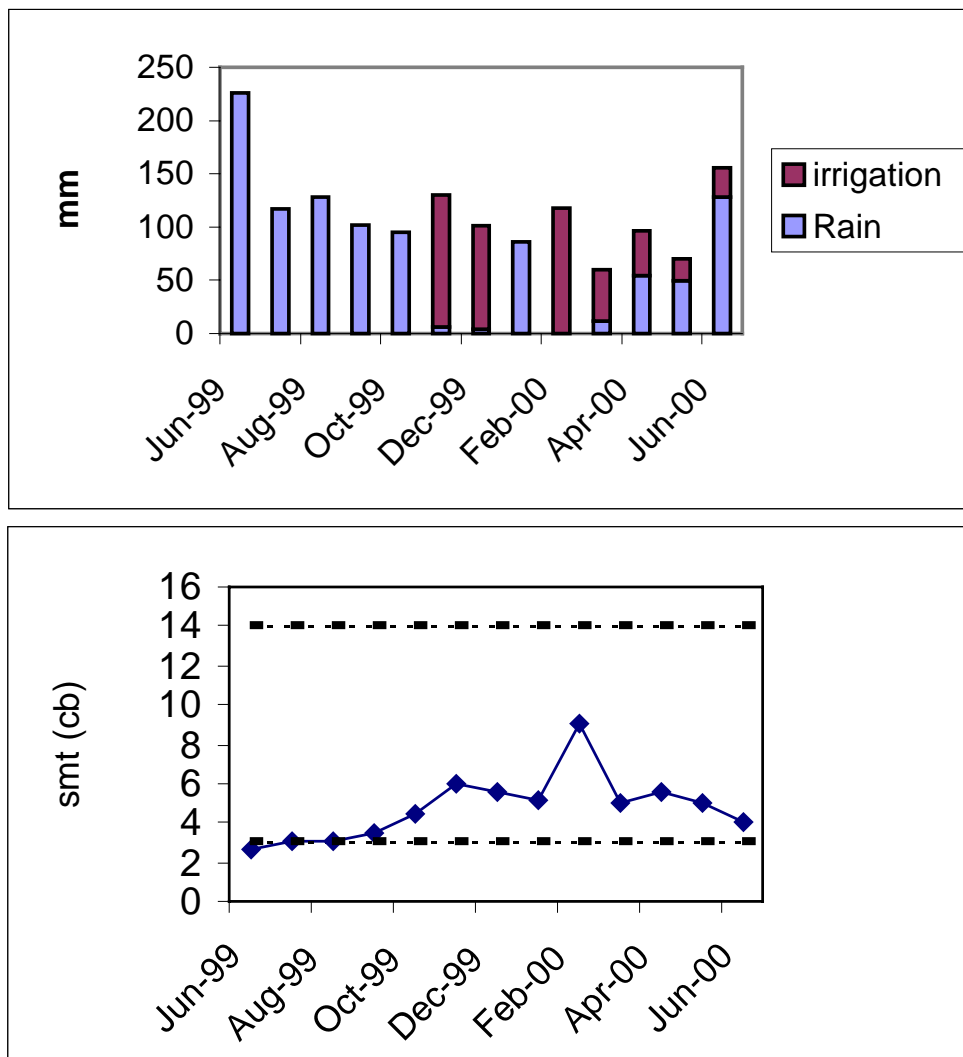 250
200
150
100
50
0
mm
irrigation
Rain
Jun-99
Aug-99
Oct-99
Dec-99
Feb-00
Apr-00
Jun-00
16
14
12
10
8
6
4
2
0
smt (cb)
Jun-99
Aug-99
Oct-99
Dec-99
Feb-00
Apr-00
Jun-00